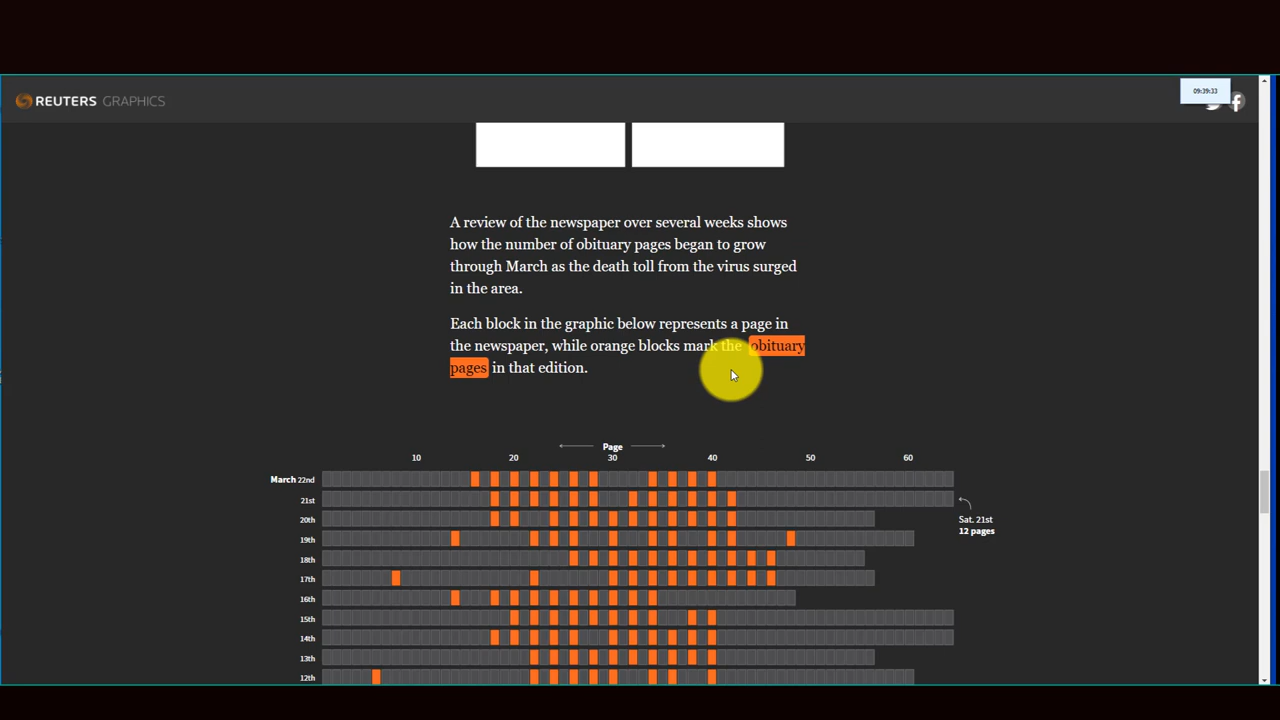 REUTERS GRAPHICS
09:39:33
A review of the newspaper over several weeks shows
how the number of obituary pages began to grow
through March as the death toll from the virus surged
in the area.
Each block in the graphic below represents a page in
the newspaper, while orange blocks mark the obituary
pages in that edition.
Page
10 20 30 40 50 60
March 22nd
21st
Sat. 21st
12 pages
20th
19th
18th
17th
16th
15th
14th
13th
12th